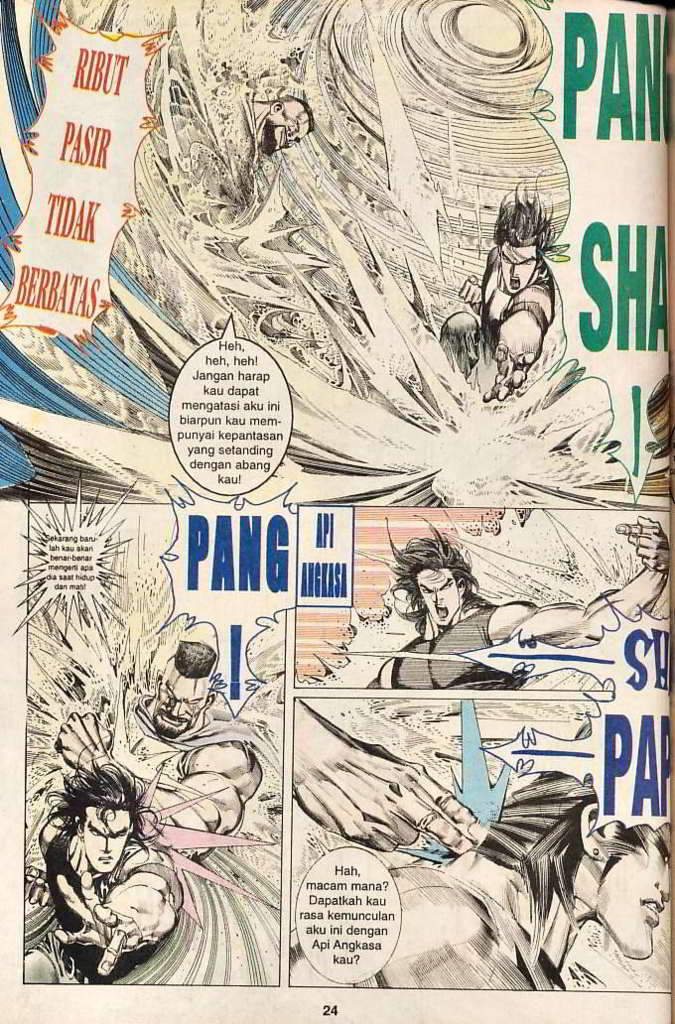 RIBUT
PASIR
TIDAK
BERBATAS
PANG
SHA
!
Heh,
heh, heh!
Jangan harap
kau dapat
mengatasi aku ini
biarpun kau mem-
punyai kepantasan
yang setanding
dengan abang
kau!
Sekarang baru-
lah kau akan
benar-benar
mengerti apa
dia saat hidup
dan mati!
PANG
!
API
ANGKASA
SH
PAP
Hah,
macam mana?
Dapatkah kau
rasa kemunculan
aku ini dengan
Api Angkasa
kau?
24